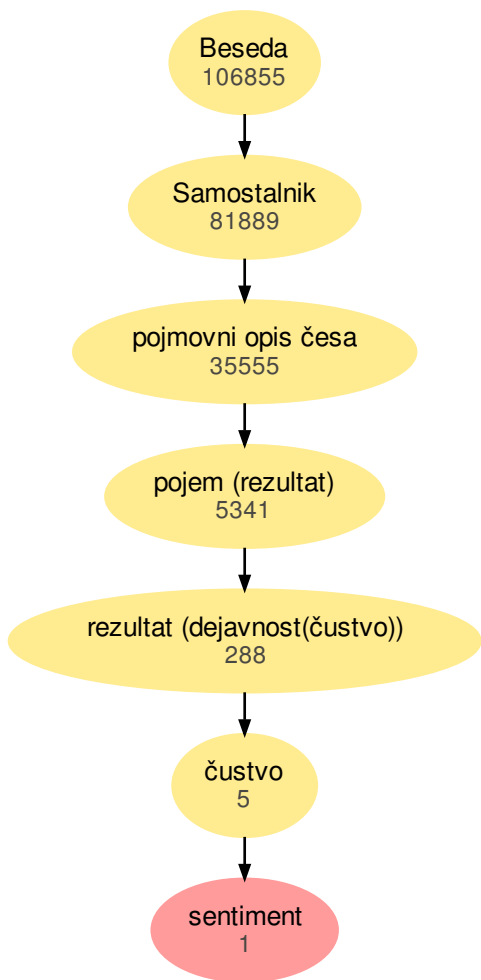 Beseda
106855
Samostalnik
81889
pojmovni opis česa
35555
pojem (rezultat)
5341
rezultat (dejavnost(čustvo))
288
čustvo
5
sentiment
1